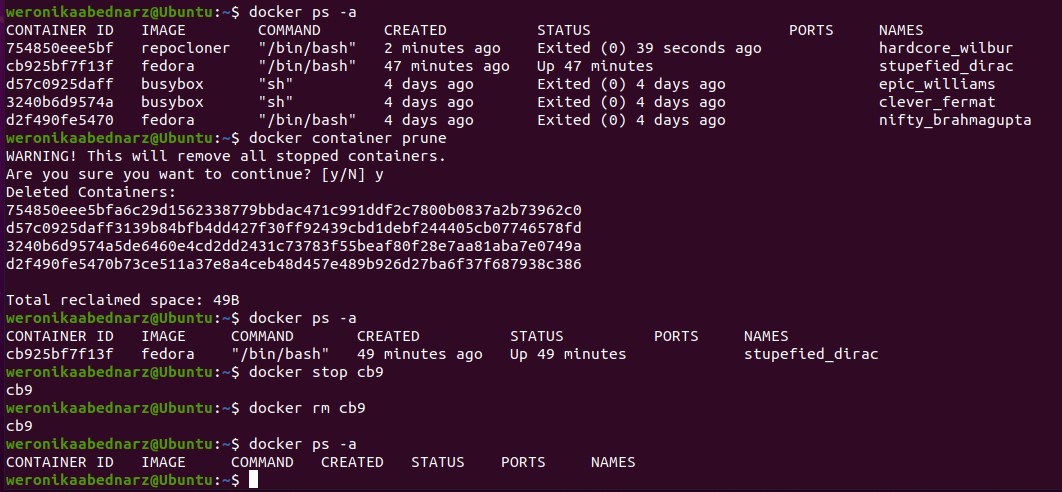 weronikaabednarz@Ubuntu:~$ docker ps -a
CONTAINER ID   IMAGE        COMMAND       CREATED          STATUS                      PORTS     NAMES
754850eee5bf   repocloner   "/bin/bash"   2 minutes ago    Exited (0) 39 seconds ago             hardcore_wilbur
cb925bf7f13f   fedora       "/bin/bash"   47 minutes ago   Up 47 minutes                         stupefied_dirac
d57c0925daff   busybox      "sh"          4 days ago       Exited (0) 4 days ago                 epic_williams
3240b6d9574a   busybox      "sh"          4 days ago       Exited (0) 4 days ago                 clever_fermat
d2f490fe5470   fedora       "/bin/bash"   4 days ago       Exited (0) 4 days ago                 nifty_brahmagupta
weronikaabednarz@Ubuntu:~$ docker container prune
WARNING! This will remove all stopped containers.
Are you sure you want to continue? [y/N] y
Deleted Containers:
754850eee5bfa6c29d1562338779bbdac471c991ddf2c7800b0837a2b73962c0
d57c0925daff3139b84bfb4dd427f30ff92439cbd1debf244405cb07746578fd
3240b6d9574a5de6460e4cd2dd2431c73783f55beaf80f28e7aa81aba7e0749a
d2f490fe5470b73ce511a37e8a4ceb48d457e489b926d27ba6f37f687938c386

Total reclaimed space: 49B
weronikaabednarz@Ubuntu:~$ docker ps -a
CONTAINER ID   IMAGE     COMMAND       CREATED          STATUS          PORTS     NAMES
cb925bf7f13f   fedora    "/bin/bash"   49 minutes ago   Up 49 minutes             stupefied_dirac
weronikaabednarz@Ubuntu:~$ docker stop cb9
cb9
weronikaabednarz@Ubuntu:~$ docker rm cb9
cb9
weronikaabednarz@Ubuntu:~$ docker ps -a
CONTAINER ID   IMAGE     COMMAND   CREATED   STATUS    PORTS     NAMES
weronikaabednarz@Ubuntu:~$